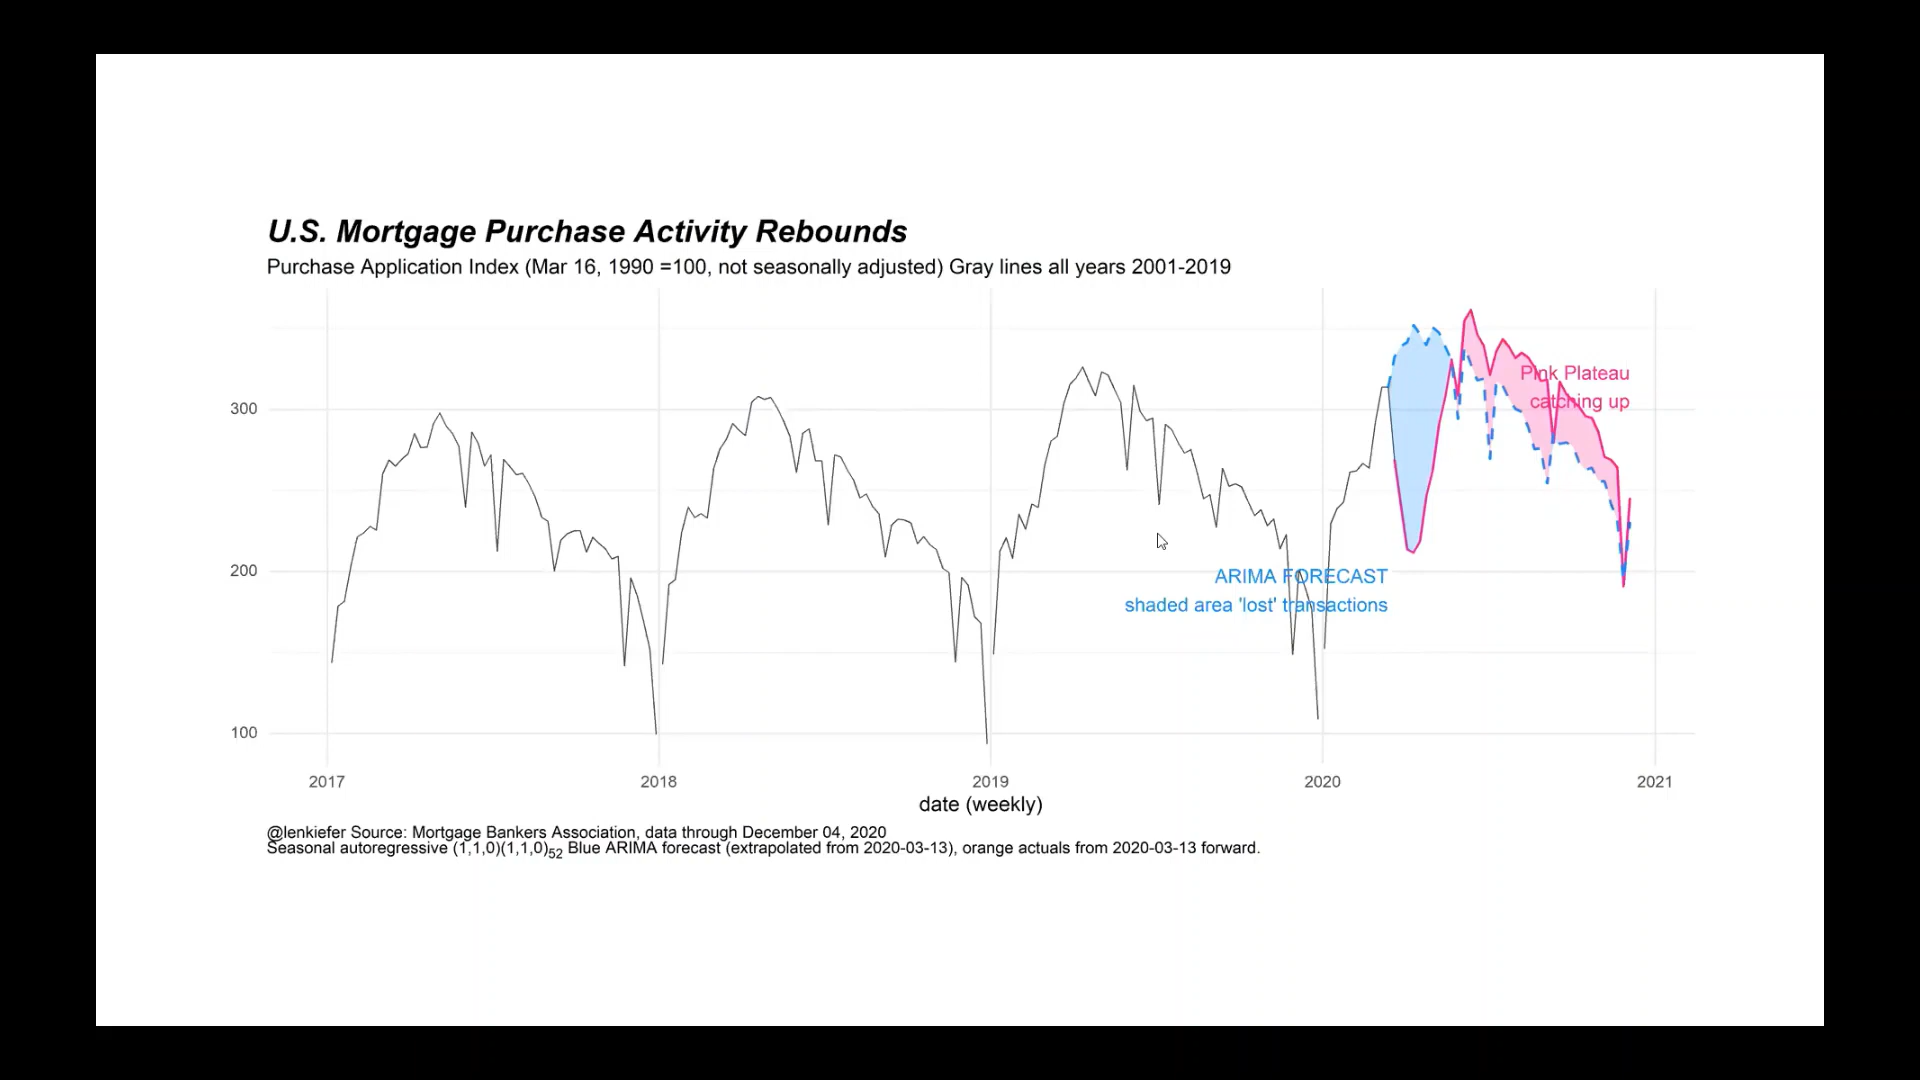 U.S. Mortgage Purchase Activity Rebounds
Purchase Application Index (Mar 16, 1990 =100, not seasonally adjusted) Gray lines all years 2001-2019
Pink Plateau
catching up
300
200
ARIMA FORECAST
shaded area 'lost' transactions
100
2017 2018 2019 2020 2021
date (weekly)
@lenkiefer Source: Mortgage Bankers Association, data through December 04, 2020
Seasonal autoregressive (1,1,0)(1,1,0)52 Blue ARIMA forecast (extrapolated from 2020-03-13), orange actuals from 2020-03-13 forward.